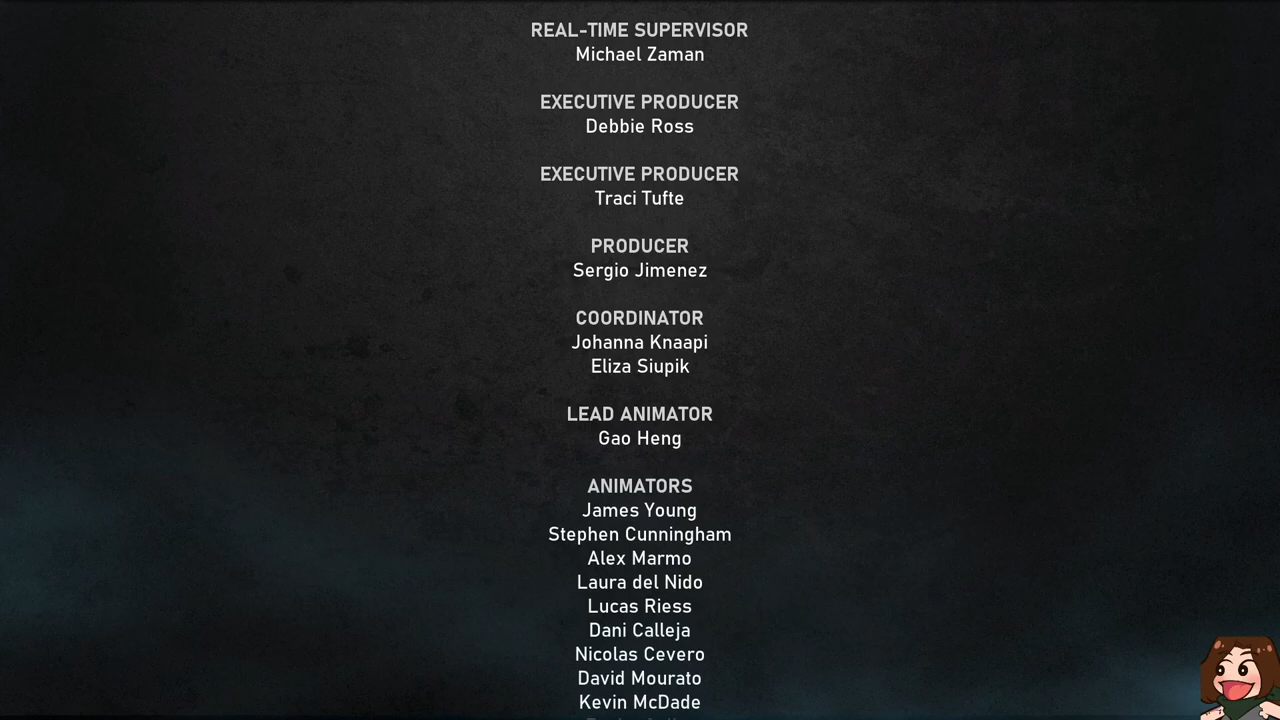 REAL-TIME SUPERVISOR
Michael Zaman
EXECUTIVE PRODUCER
Debbie Ross
EXECUTIVE PRODUCER
Traci Tufte
PRODUCER
Sergio Jimenez
COORDINATOR
Johanna Knaapi
Eliza Siupik
LEAD ANIMATOR
Gao Heng
ANIMATORS
James Young
Stephen Cunningham
Alex Marmo
Laura del Nido
Lucas Riess
Dani Calleja
Nicolas Cevero
David Mourato
Kevin McDade